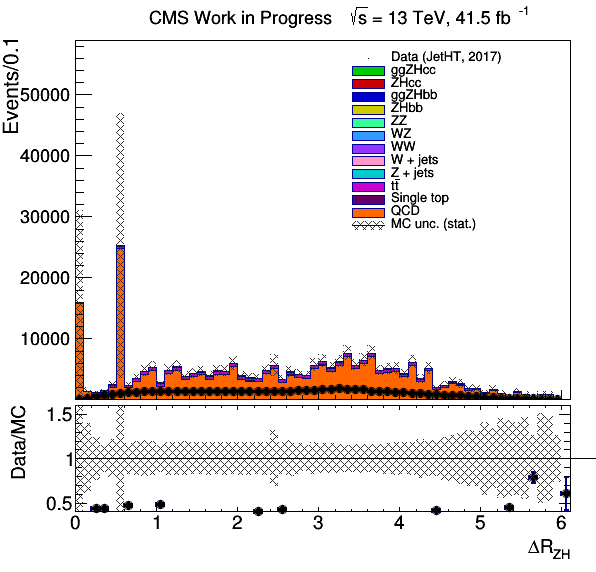 CMS Work in Progress √s = 13 TeV, 41.5 fb⁻¹
Events/0.1
50000
40000
30000
20000
10000
0
Data (JetHT, 2017)
ggZHcc
ZHcc
ggZHbb
ZHbb
ZZ
WZ
WW
W + jets
Z + jets
tt̄
Single top
QCD
MC unc. (stat.)
Data/MC
1.5
1
0.5
0 1 2 3 4 5 6
ΔR_ZH